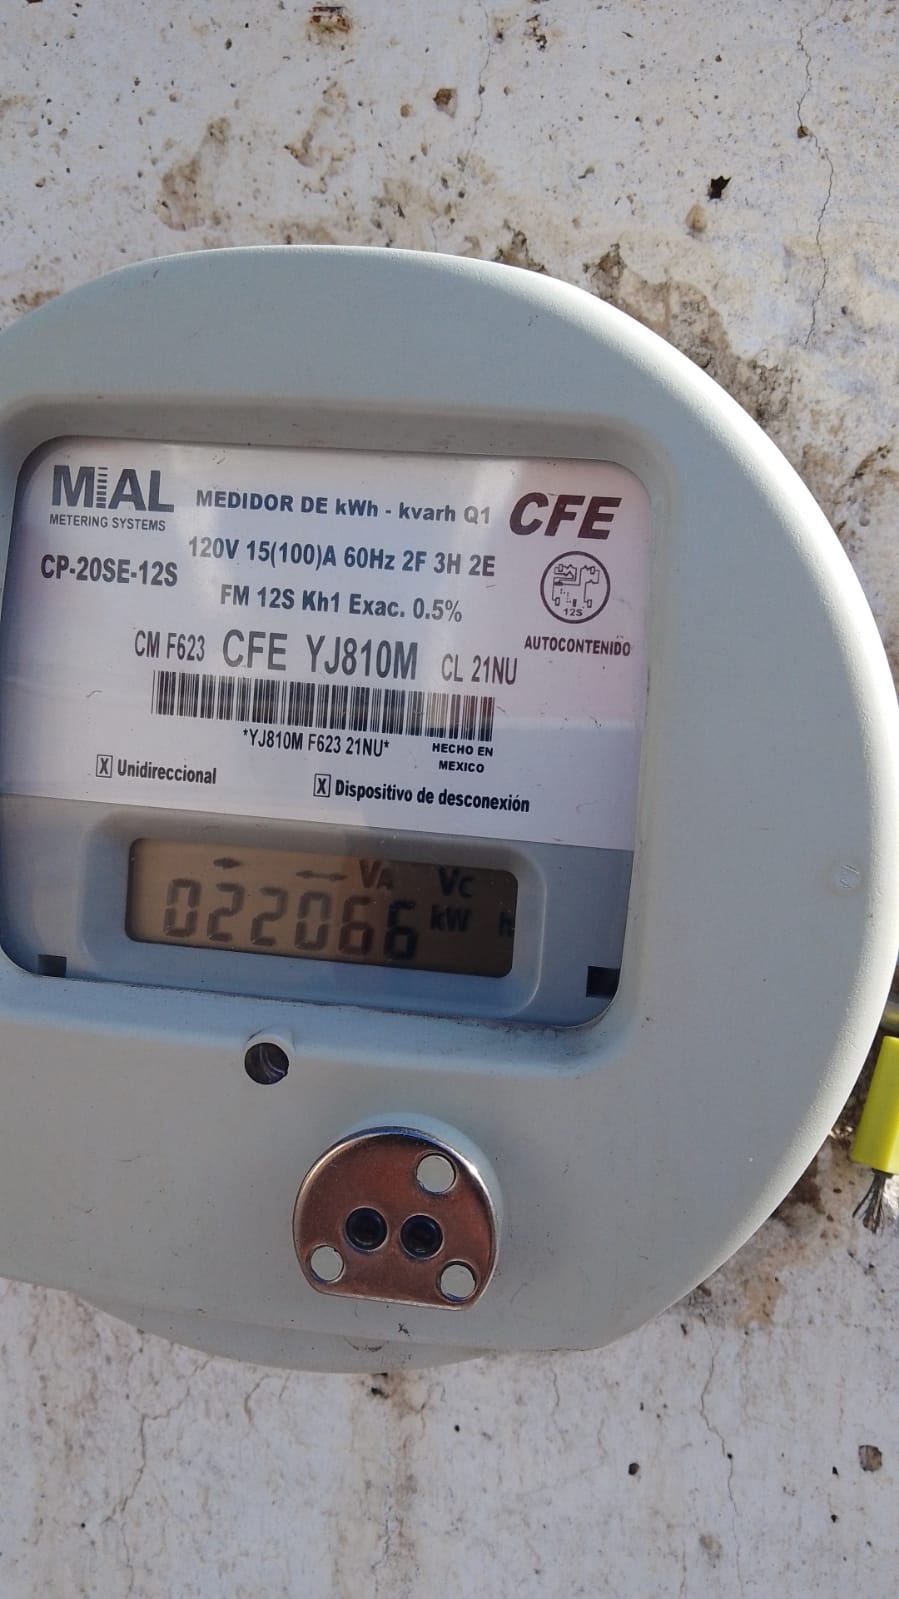 MIAL
METERING SYSTEMS
MEDIDOR DE kWh - kvarh Q1
CFE
CP-20SE-12S
120V 15(100)A 60Hz 2F 3H 2E
FM 12S Kh1 Exac. 0.5%
12S
AUTOCONTENIDO
CM F623 CFE YJ810M CL 21NU
*YJ810M F623 21NU*
HECHO EN
MEXICO
X Unidireccional
X Dispositivo de desconexión
VA VC
022066 kW h